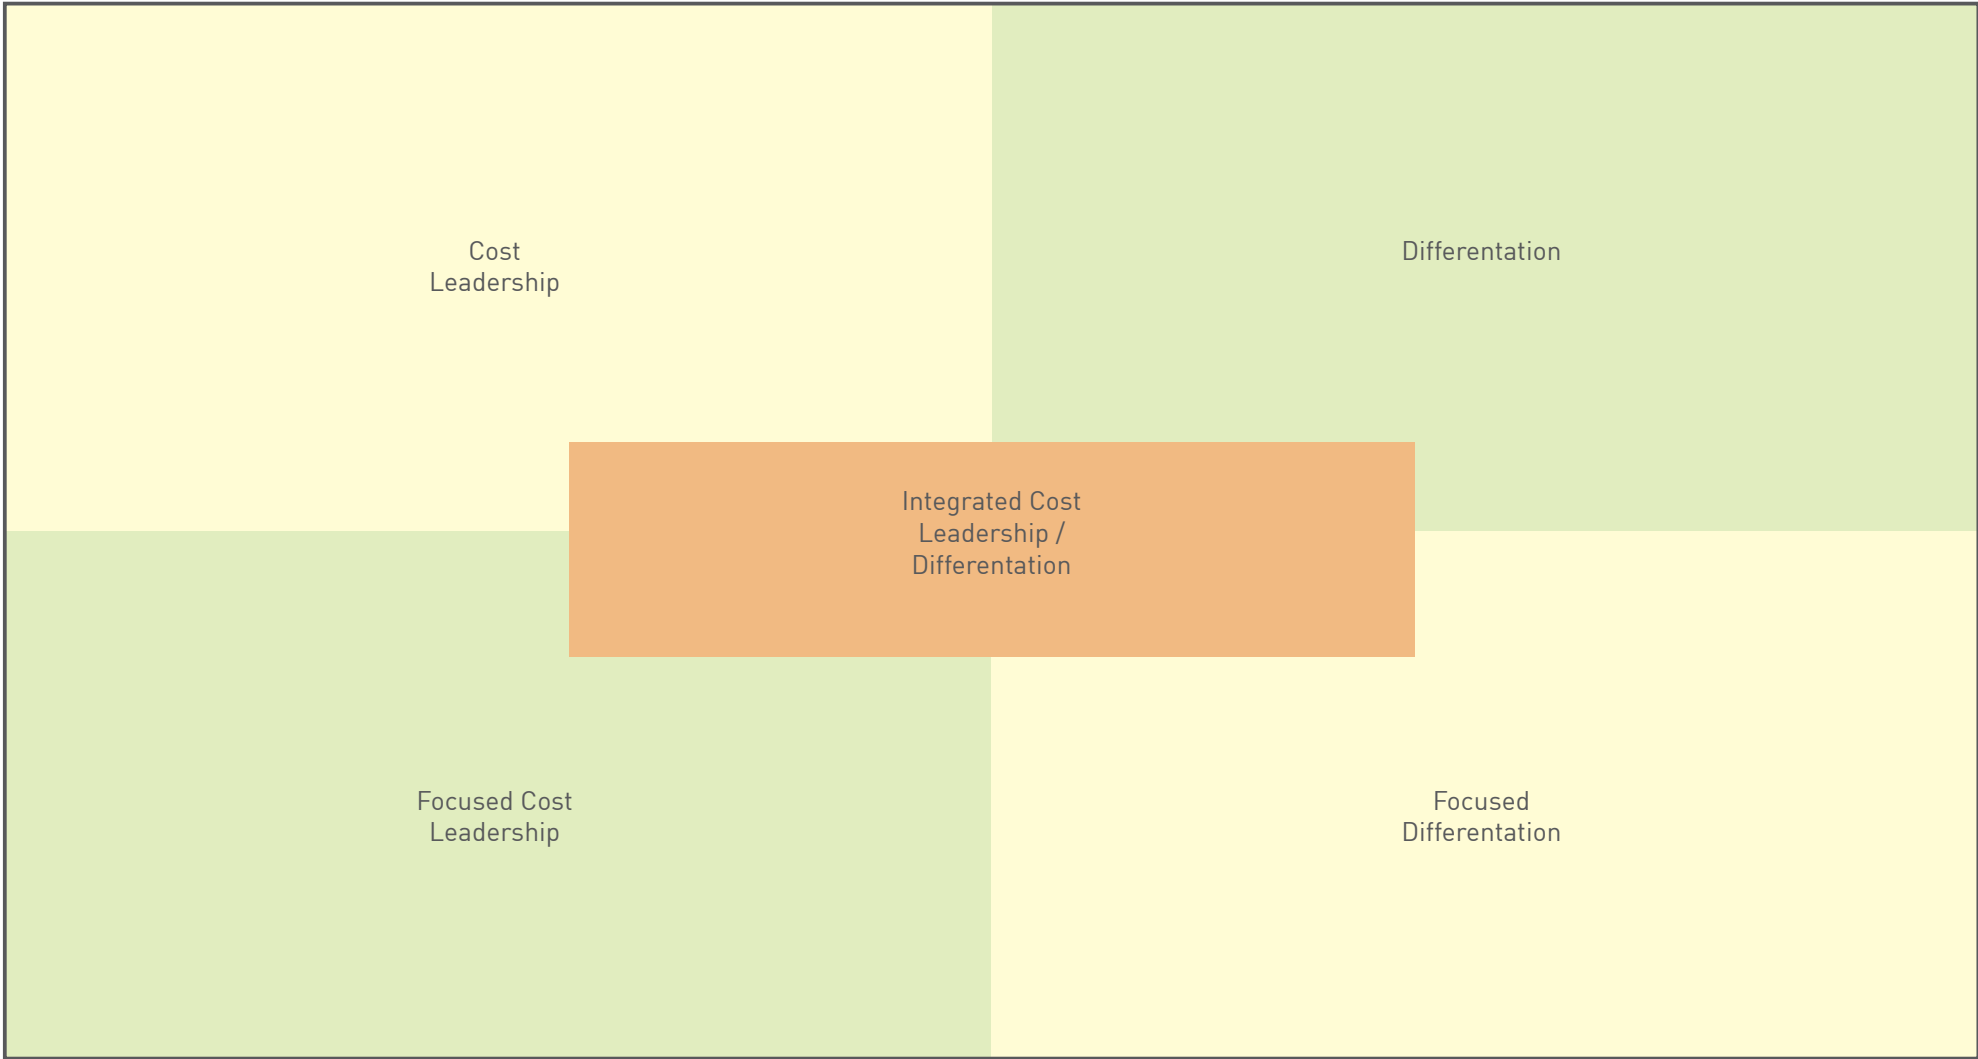 Cost
Leadership
Differentation
Integrated Cost
Leadership /
Differentation
Focused Cost
Leadership
Focused
Differentation